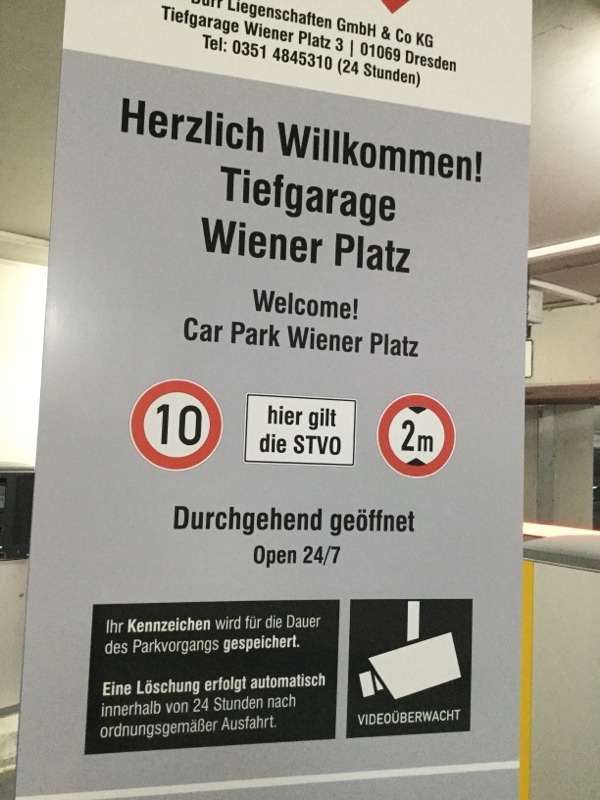 Dürr Liegenschaften GmbH & Co KG
Tiefgarage Wiener Platz 3 | 01069 Dresden
Tel: 0351 4845310 (24 Stunden)
Herzlich Willkommen!
Tiefgarage
Wiener Platz
Welcome!
Car Park Wiener Platz
10
hier gilt
die STVO
2m
Durchgehend geöffnet
Open 24/7
Ihr Kennzeichen wird für die Dauer
des Parkvorgangs gespeichert.
Eine Löschung erfolgt automatisch
innerhalb von 24 Stunden nach
ordnungsgemäßer Ausfahrt.
VIDEOÜBERWACHT